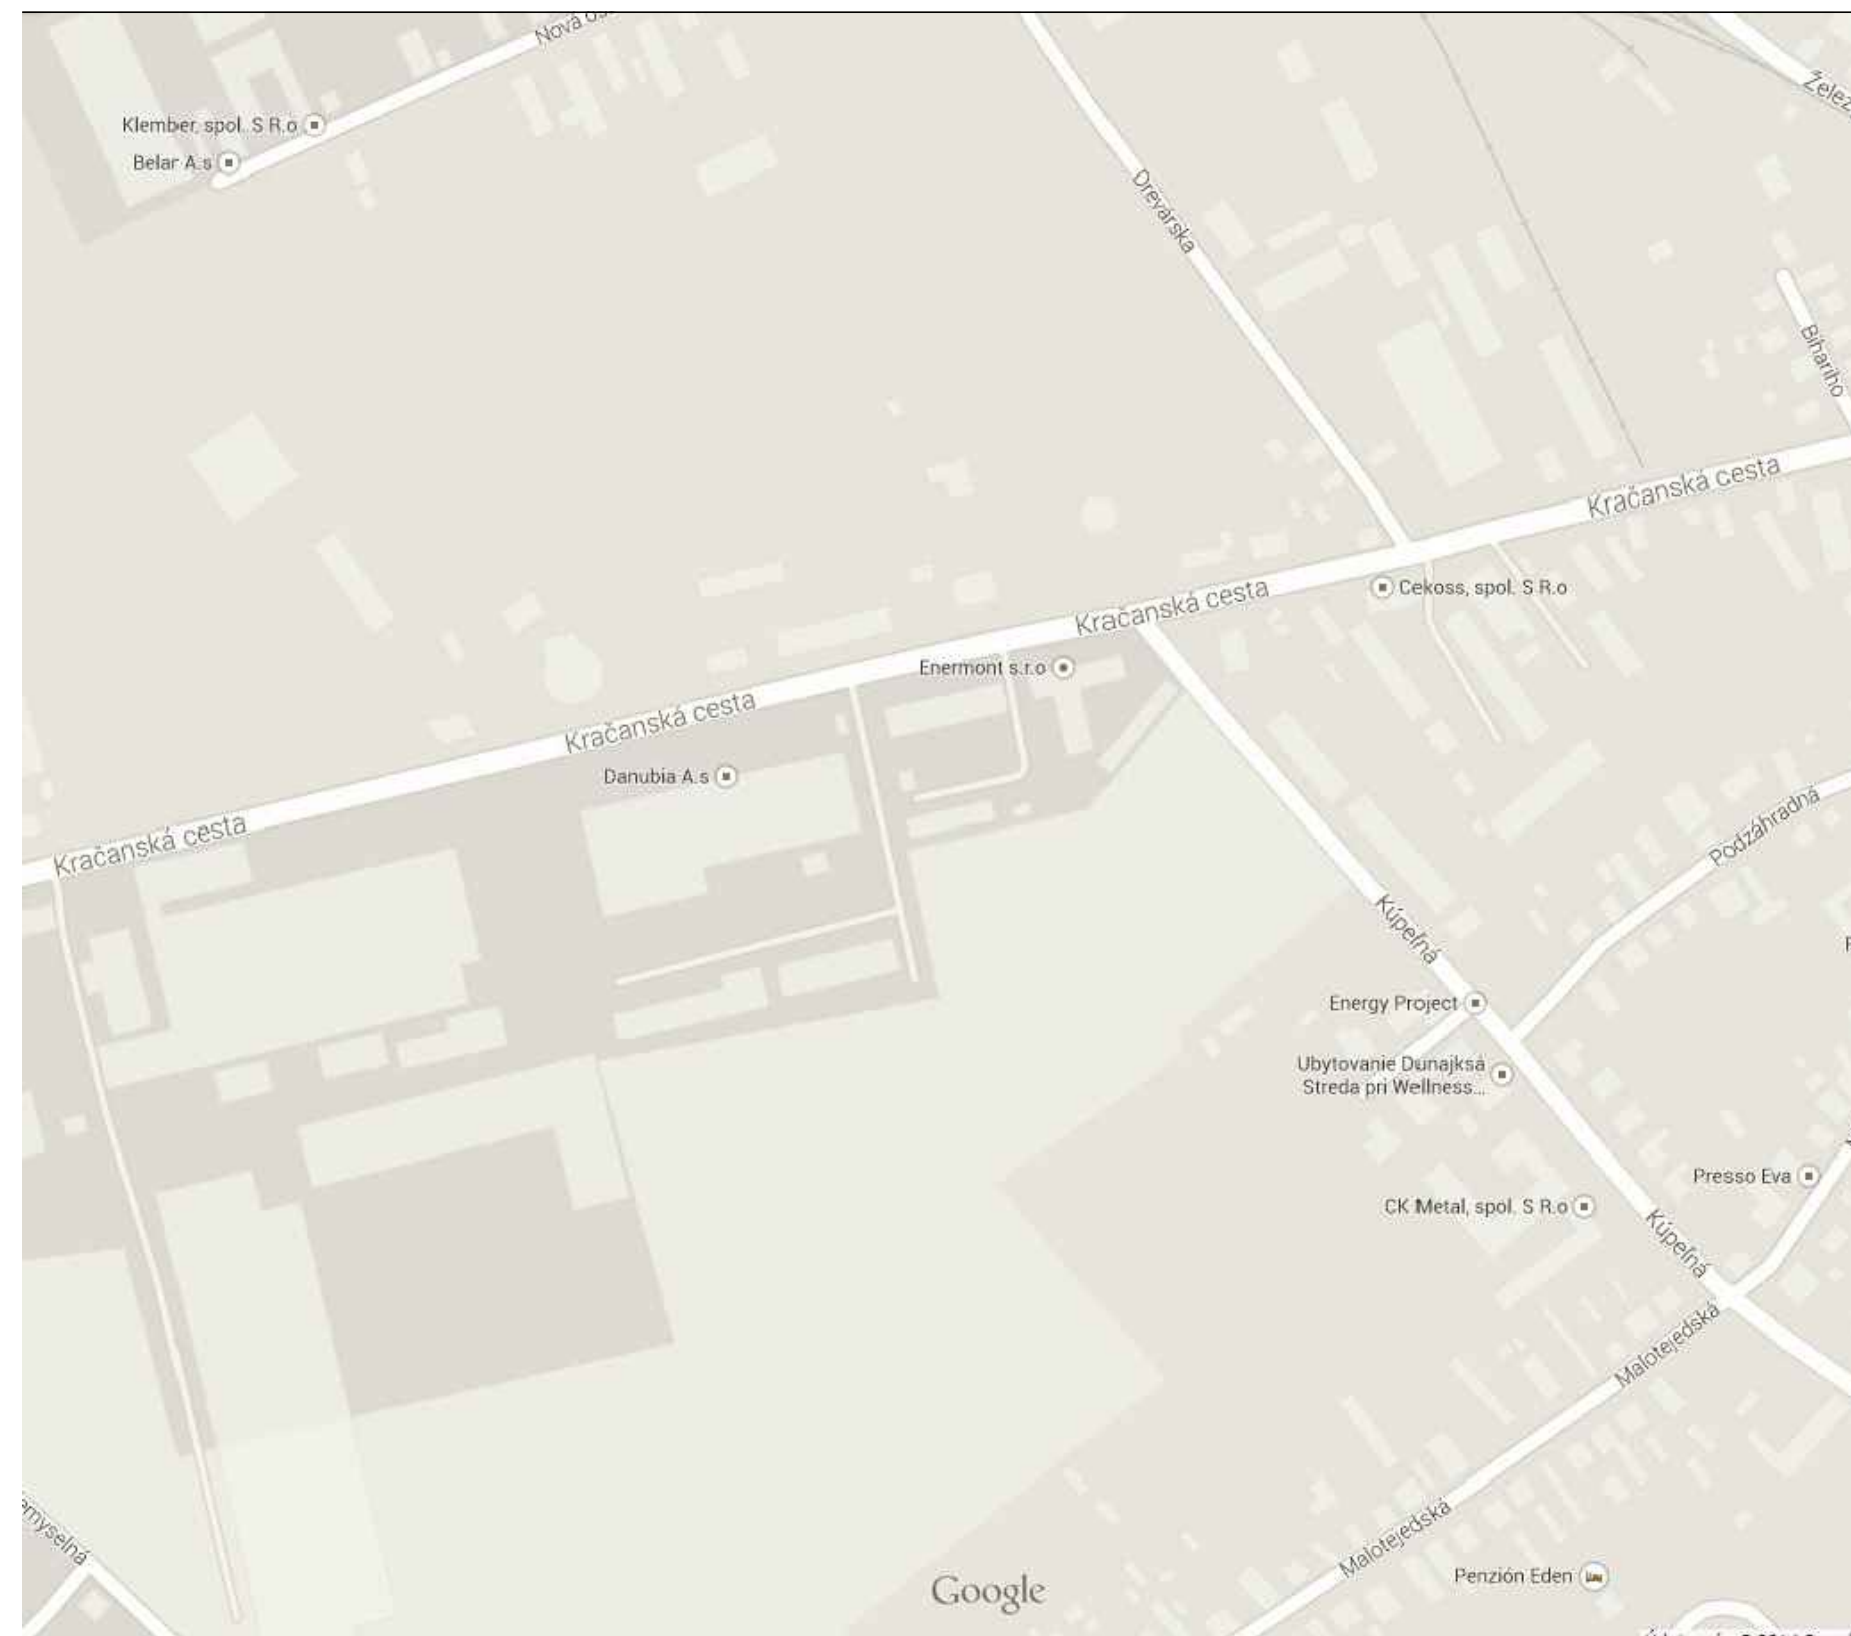 Nová
Klember, spol. S R.o
Belar A.s
Drevárska
Bihariho
Kračanská cesta
Cekoss, spol. S R.o
Kračanská cesta
Enermont s.r.o
Kračanská cesta
Danubia A.s
Kračanská cesta
Podzáhradná
Kúpeľná
Energy Project
Ubytovanie Dunajksá
Streda pri Wellness...
Presso Eva
CK Metal, spol. S R.o
Kúpeľná
Malotejedská
Malotejedská
Penzión Eden
Google